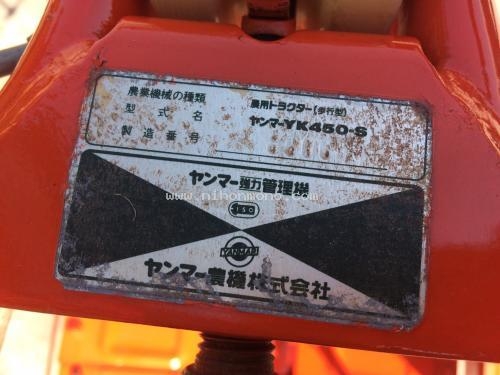 農業機械の種類 農用トラクター(歩行型)
型式名 ヤンマーYK450-S
製造番号
www.nihonmono.com
ヤンマー強力管理機
ISO
YANMAR
ヤンマー農機株式会社